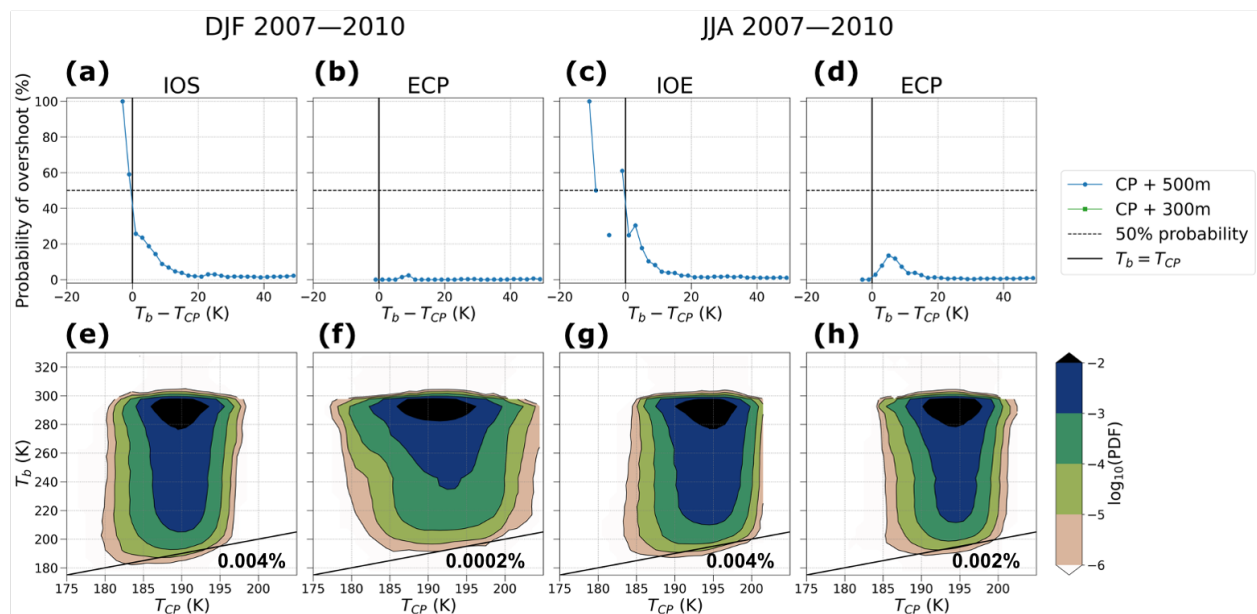 DJF 2007—2010
JJA 2007—2010
(a)
(b)
(c)
(d)
IOS
ECP
IOE
ECP
Probability of overshoot (%)
100
80
60
40
20
0
−20
0
20
40
−20
0
20
40
−20
0
20
40
−20
0
20
40
T_b − T_CP (K)
T_b − T_CP (K)
T_b − T_CP (K)
T_b − T_CP (K)
CP + 500m
CP + 300m
50% probability
T_b = T_CP
(e)
(f)
(g)
(h)
T_b (K)
320
300
280
260
240
220
200
180
0.004%
0.0002%
0.004%
0.002%
175 180 185 190 195 200
175 180 185 190 195 200
175 180 185 190 195 200
175 180 185 190 195 200
T_CP (K)
T_CP (K)
T_CP (K)
T_CP (K)
−2
−3
−4
−5
−6
log₁₀(PDF)